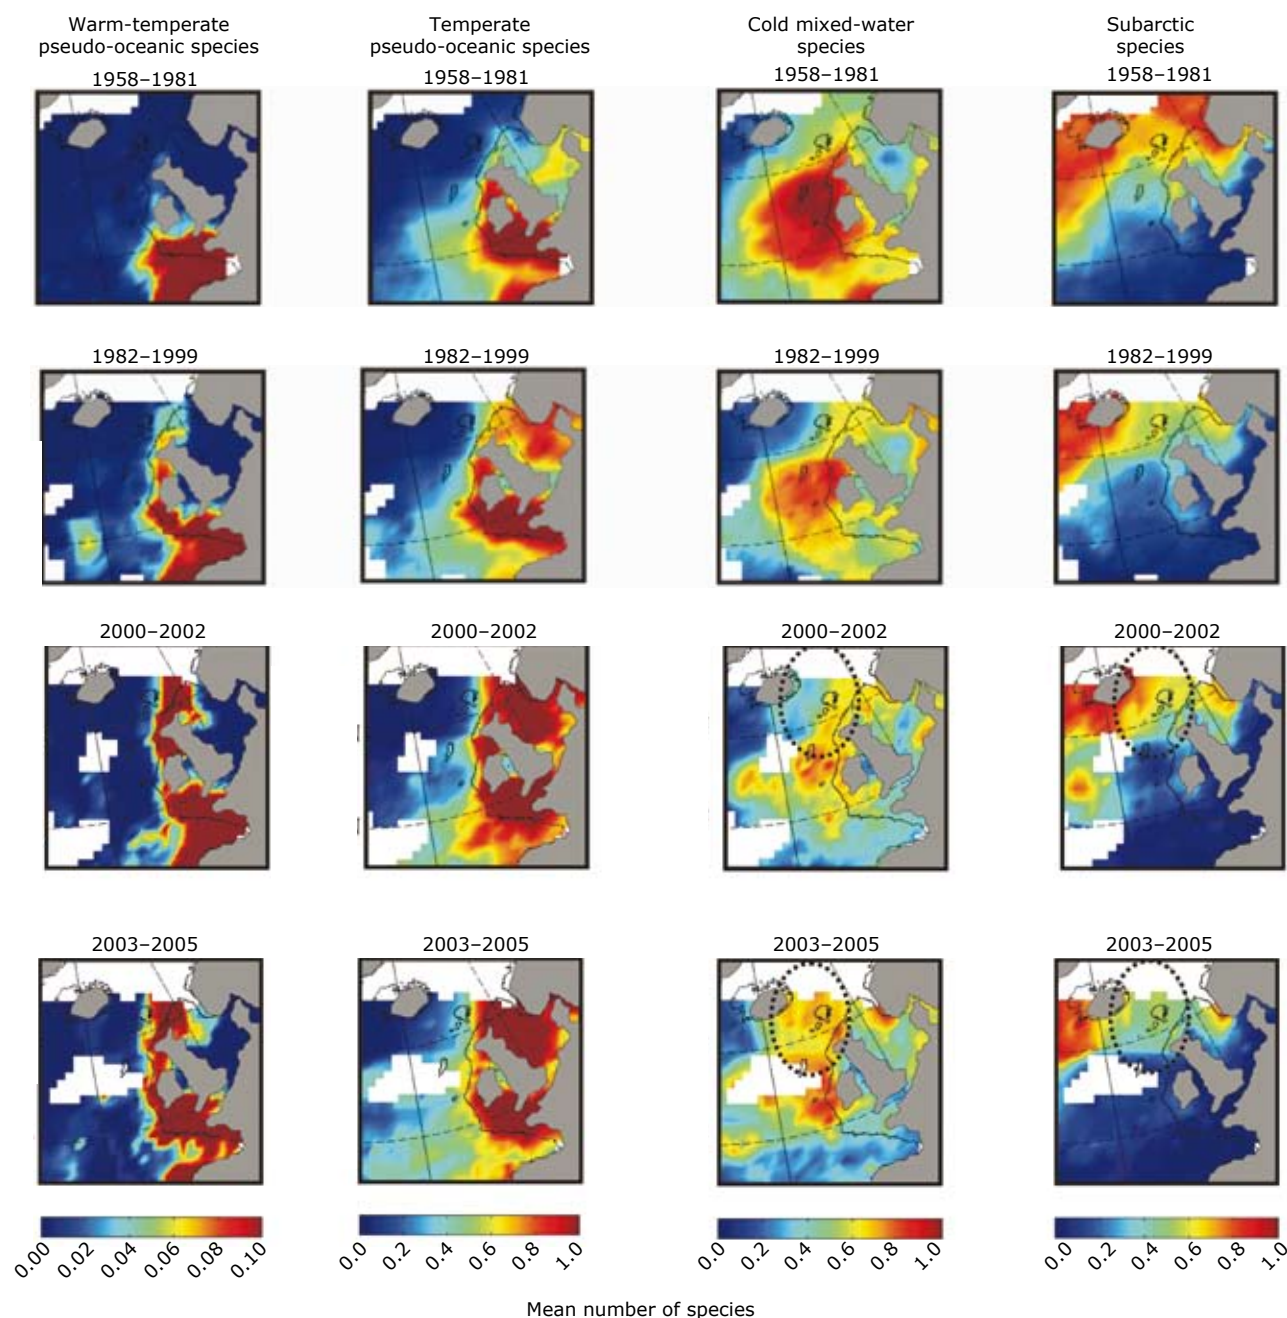 Warm-temperate
pseudo-oceanic species
Temperate
pseudo-oceanic species
Cold mixed-water
species
Subarctic
species
1958–1981
1958–1981
1958–1981
1958–1981
1982–1999
1982–1999
1982–1999
1982–1999
2000–2002
2000–2002
2000–2002
2000–2002
2003–2005
2003–2005
2003–2005
2003–2005
0.00 0.02 0.04 0.06 0.08 0.10
0.0 0.2 0.4 0.6 0.8 1.0
0.0 0.2 0.4 0.6 0.8 1.0
0.0 0.2 0.4 0.6 0.8 1.0
Mean number of species